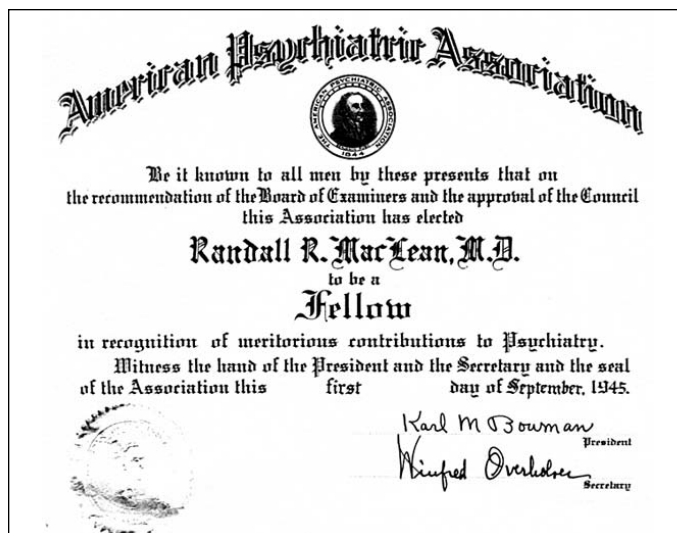 American Psychiatric Association
THE AMERICAN PSYCHIATRIC ASSOCIATION
1844
Be it known to all men by these presents that on
the recommendation of the Board of Examiners and the approval of the Council
this Association has elected
Randall R. MacLean, M.D.
to be a
Fellow
in recognition of meritorious contributions to Psychiatry.
Witness the hand of the President and the Secretary and the seal
of the Association this first day of September, 1945.
Karl M Bowman
President
Winfred Overholser
Secretary